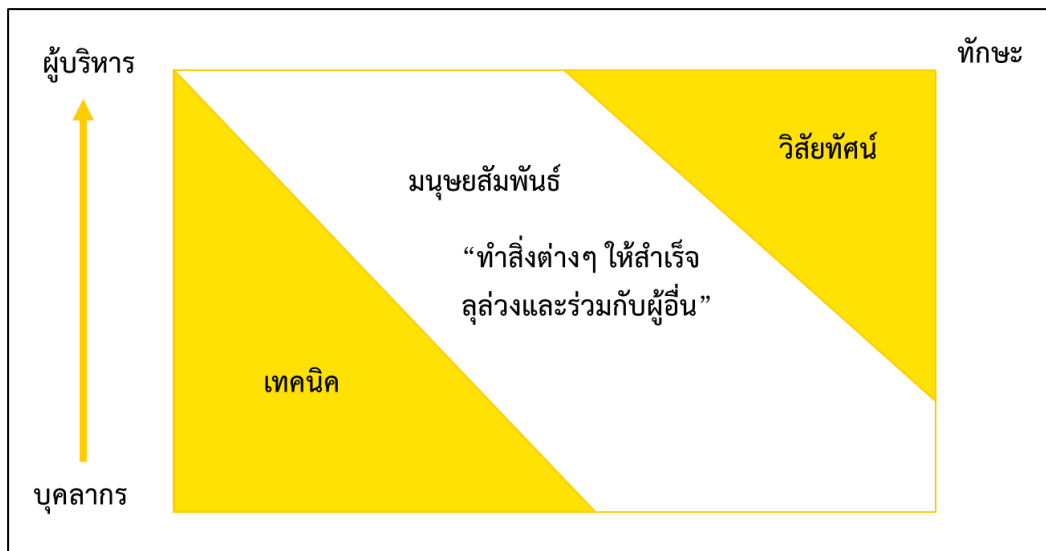 ผู้บริหาร
ทักษะ
วิสัยทัศน์
มนุษยสัมพันธ์
“ทำสิ่งต่างๆ ให้สำเร็จ
ลุล่วงและร่วมกับผู้อื่น”
เทคนิค
บุคลากร